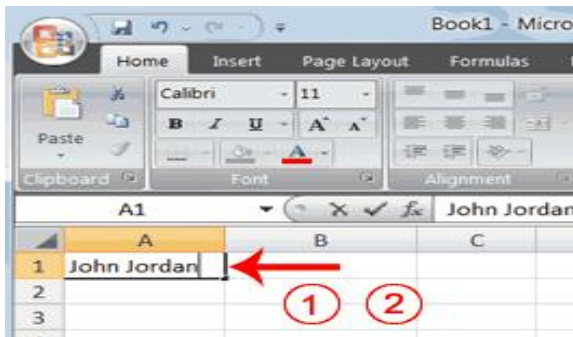 Book1 - Micro
Home Insert Page Layout Formulas
Calibri 11
B I U A A
Paste
A
Clipboard Font Alignment
A1 fx John Jordan
A B C
1 John Jordan
2 1 2
3